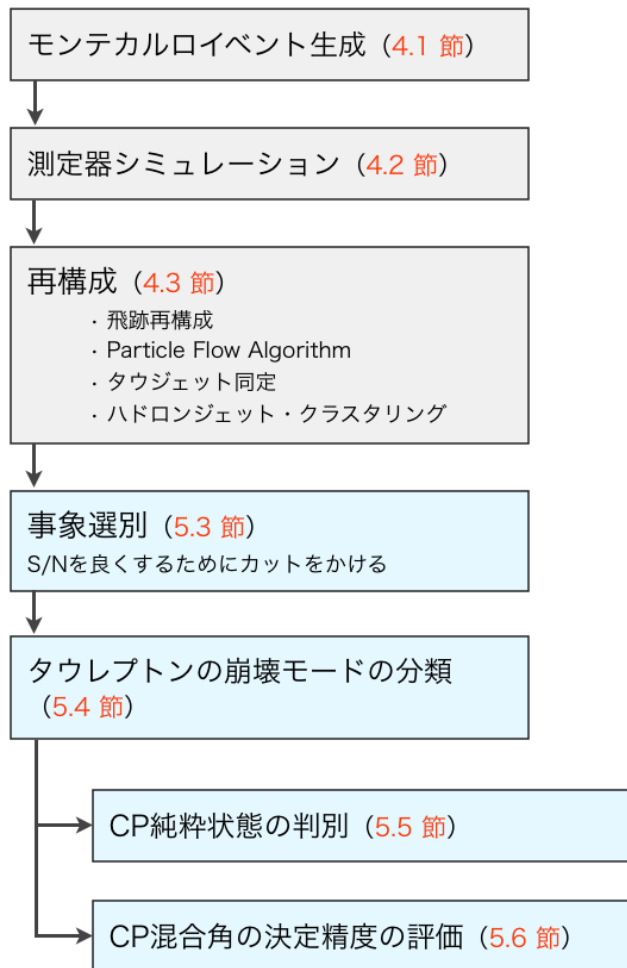 モンテカルロイベント生成（4.1 節）
測定器シミュレーション（4.2 節）
再構成（4.3 節）
・飛跡再構成
・Particle Flow Algorithm
・タウジェット同定
・ハドロンジェット・クラスタリング
事象選別（5.3 節）
S/Nを良くするためにカットをかける
タウレプトンの崩壊モードの分類
（5.4 節）
CP純粋状態の判別（5.5 節）
CP混合角の決定精度の評価（5.6 節）